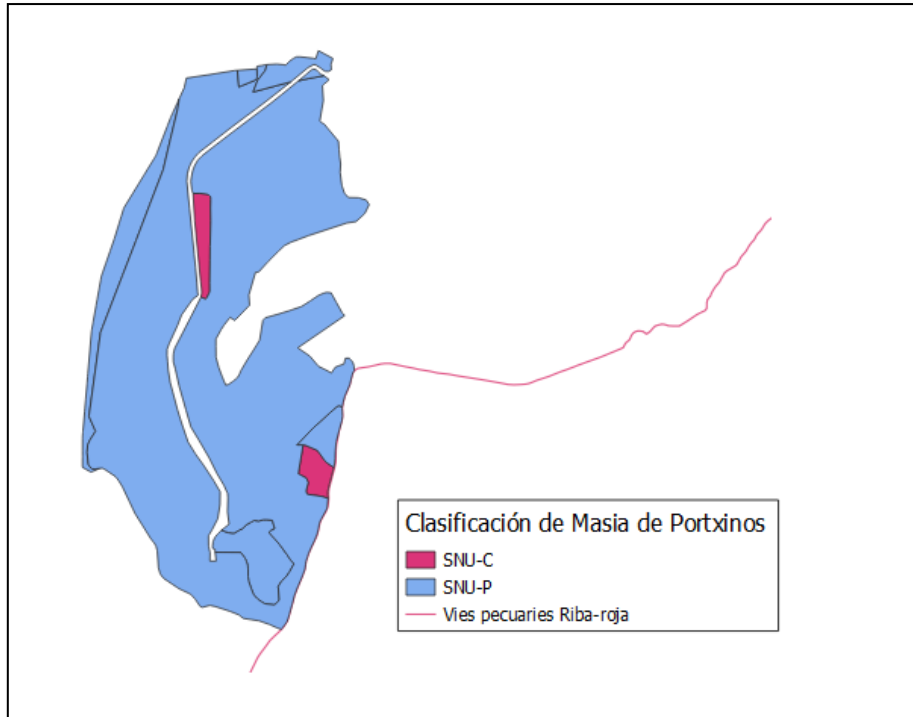 Clasificación de Masia de Portxinos
SNU-C
SNU-P
Vies pecuaries Riba-roja